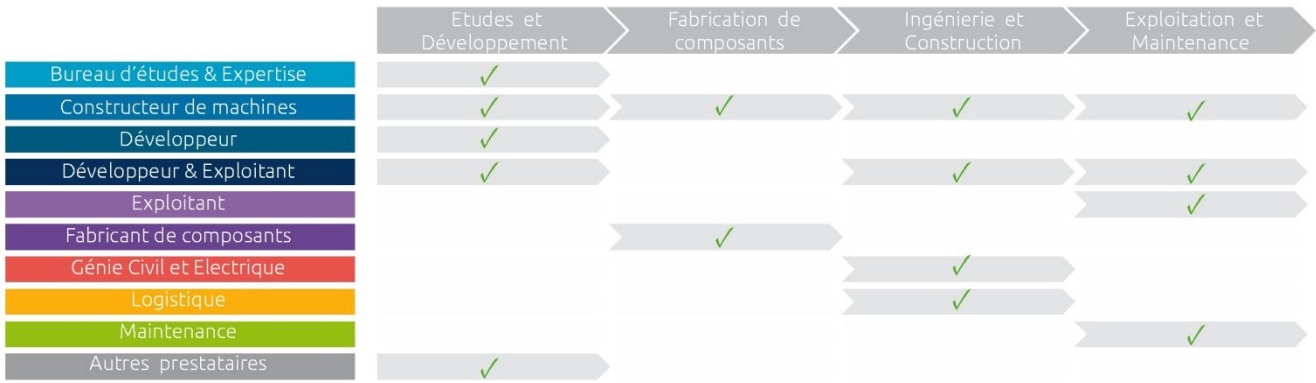 Etudes et
Développement
Fabrication de
composants
Ingénierie et
Construction
Exploitation et
Maintenance
Bureau d'études & Expertise
✓
Constructeur de machines
✓ ✓ ✓ ✓
Développeur
✓
Développeur & Exploitant
✓ ✓ ✓
Exploitant
✓
Fabricant de composants
✓
Génie Civil et Electrique
✓
Logistique
✓
Maintenance
✓
Autres prestataires
✓